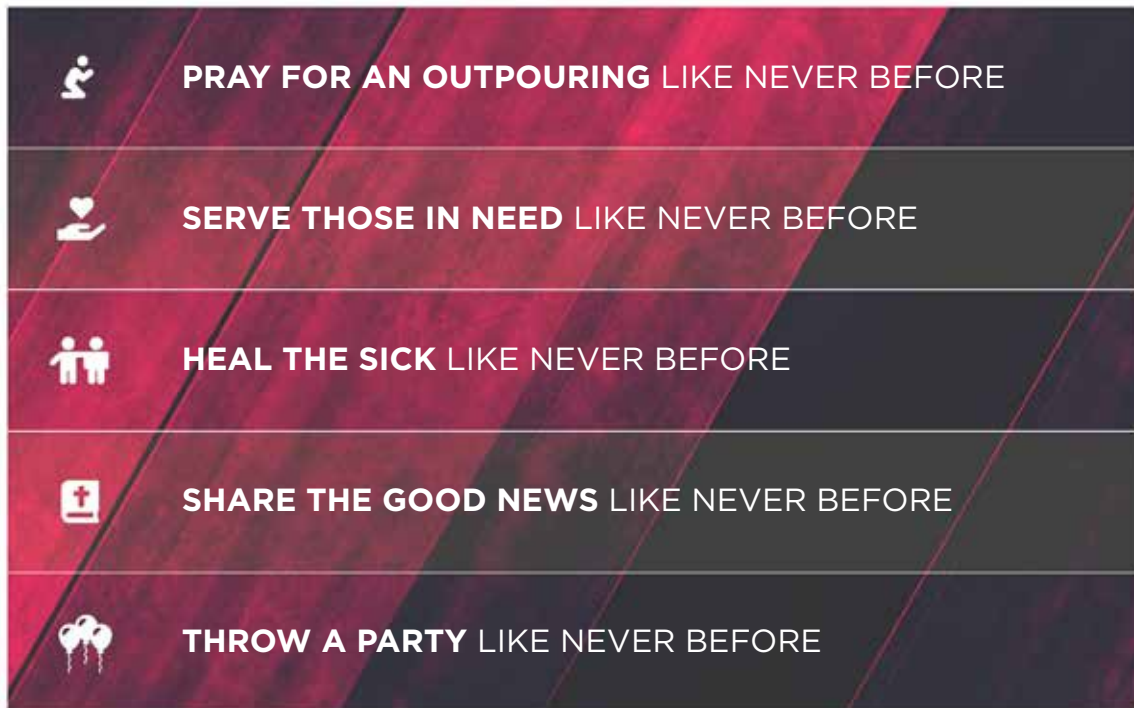 PRAY FOR AN OUTPOURING LIKE NEVER BEFORE
SERVE THOSE IN NEED LIKE NEVER BEFORE
HEAL THE SICK LIKE NEVER BEFORE
SHARE THE GOOD NEWS LIKE NEVER BEFORE
THROW A PARTY LIKE NEVER BEFORE